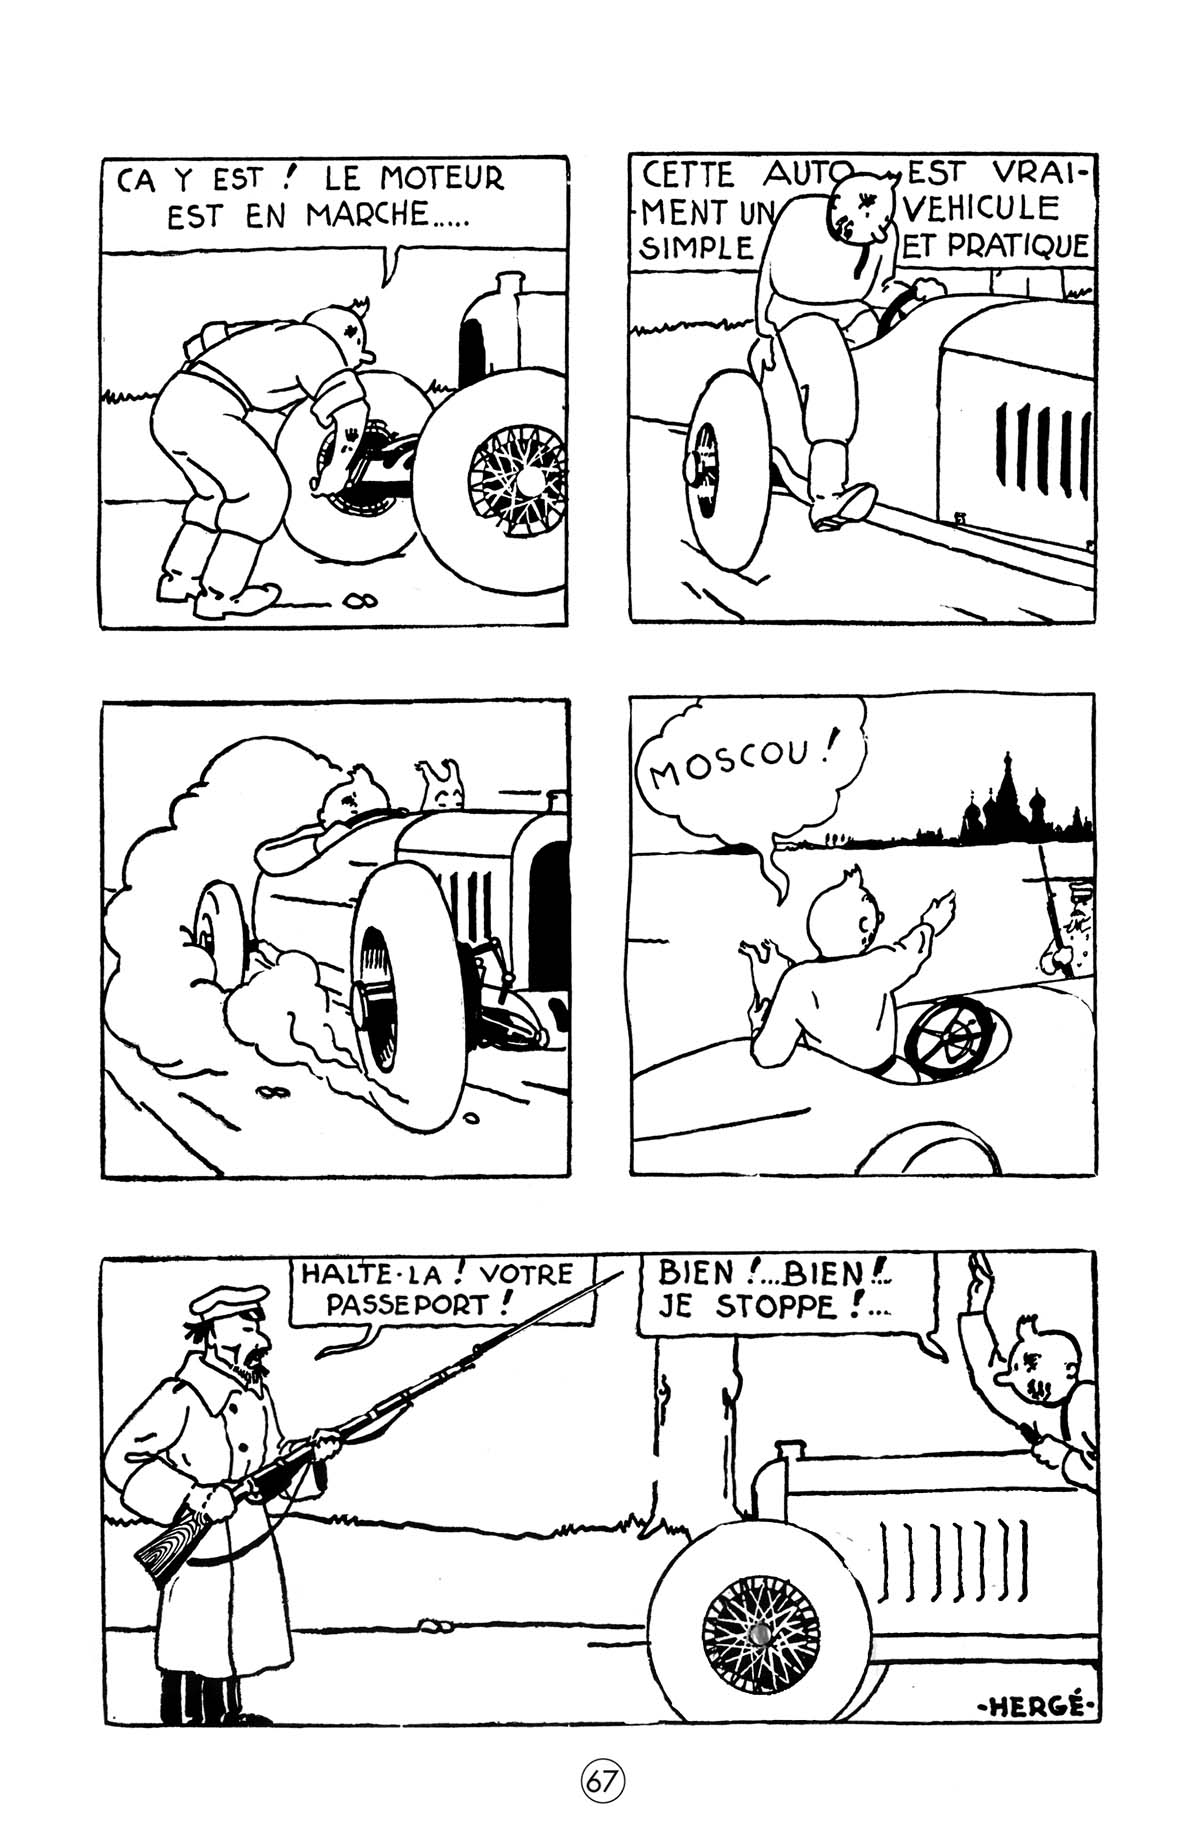 ÇA Y EST ! LE MOTEUR
EST EN MARCHE.....
CETTE AUTO EST VRAI-
MENT UN VEHICULE
SIMPLE ET PRATIQUE
MOSCOU !
HALTE-LA ! VOTRE
PASSEPORT !
BIEN !...BIEN !...
JE STOPPE !...
-HERGÉ-
67